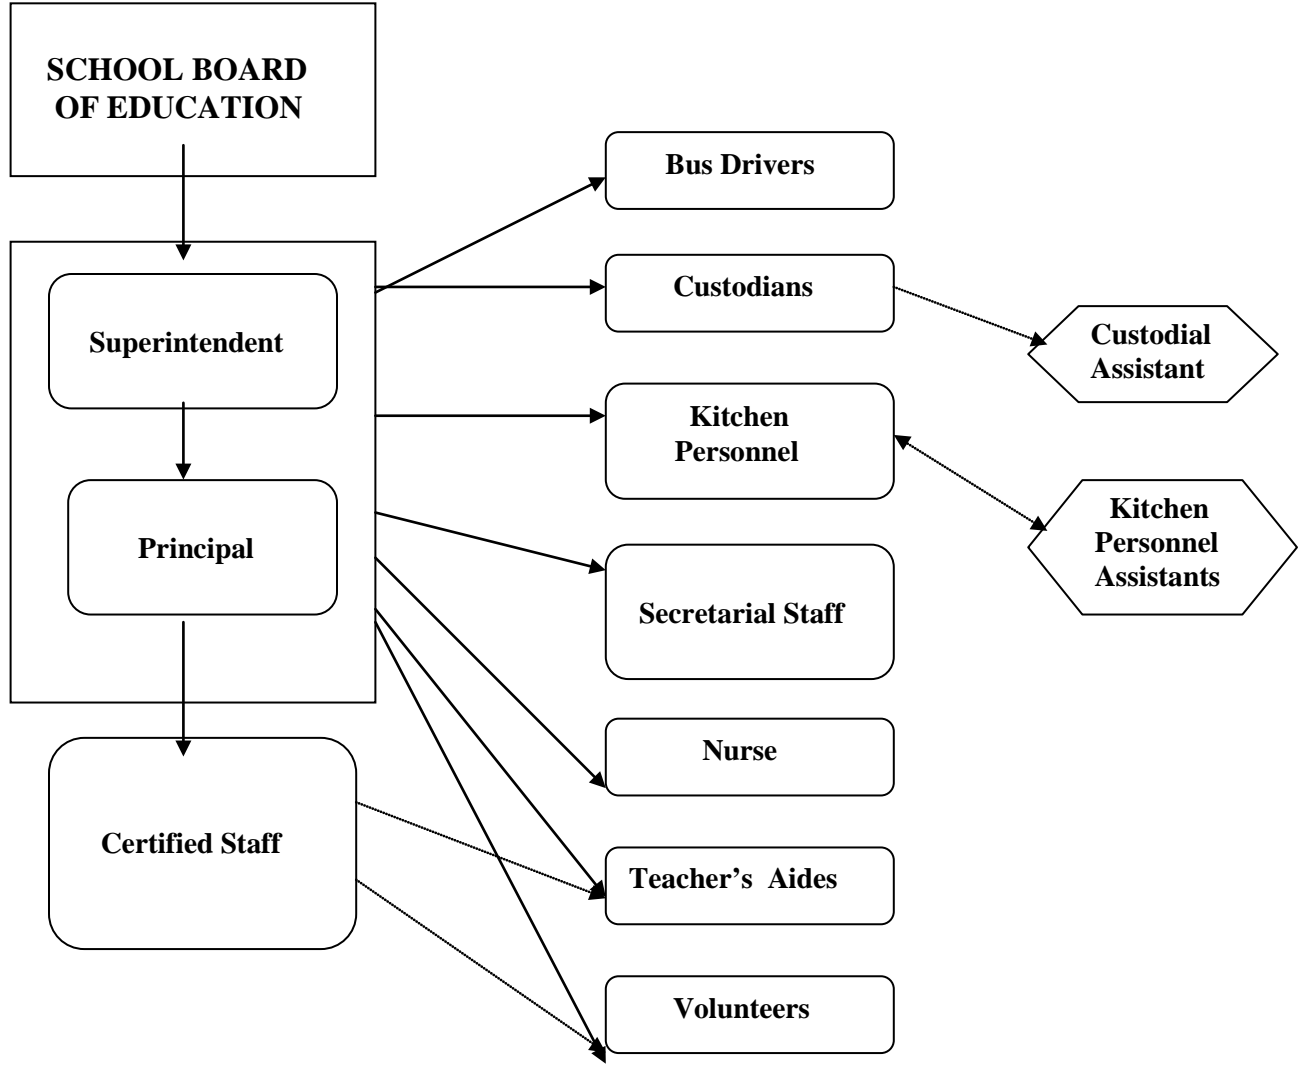 SCHOOL BOARD
OF EDUCATION
Bus Drivers
Custodians
Custodial
Assistant
Superintendent
Kitchen
Personnel
Kitchen
Personnel
Assistants
Principal
Secretarial Staff
Nurse
Certified Staff
Teacher’s  Aides
Volunteers